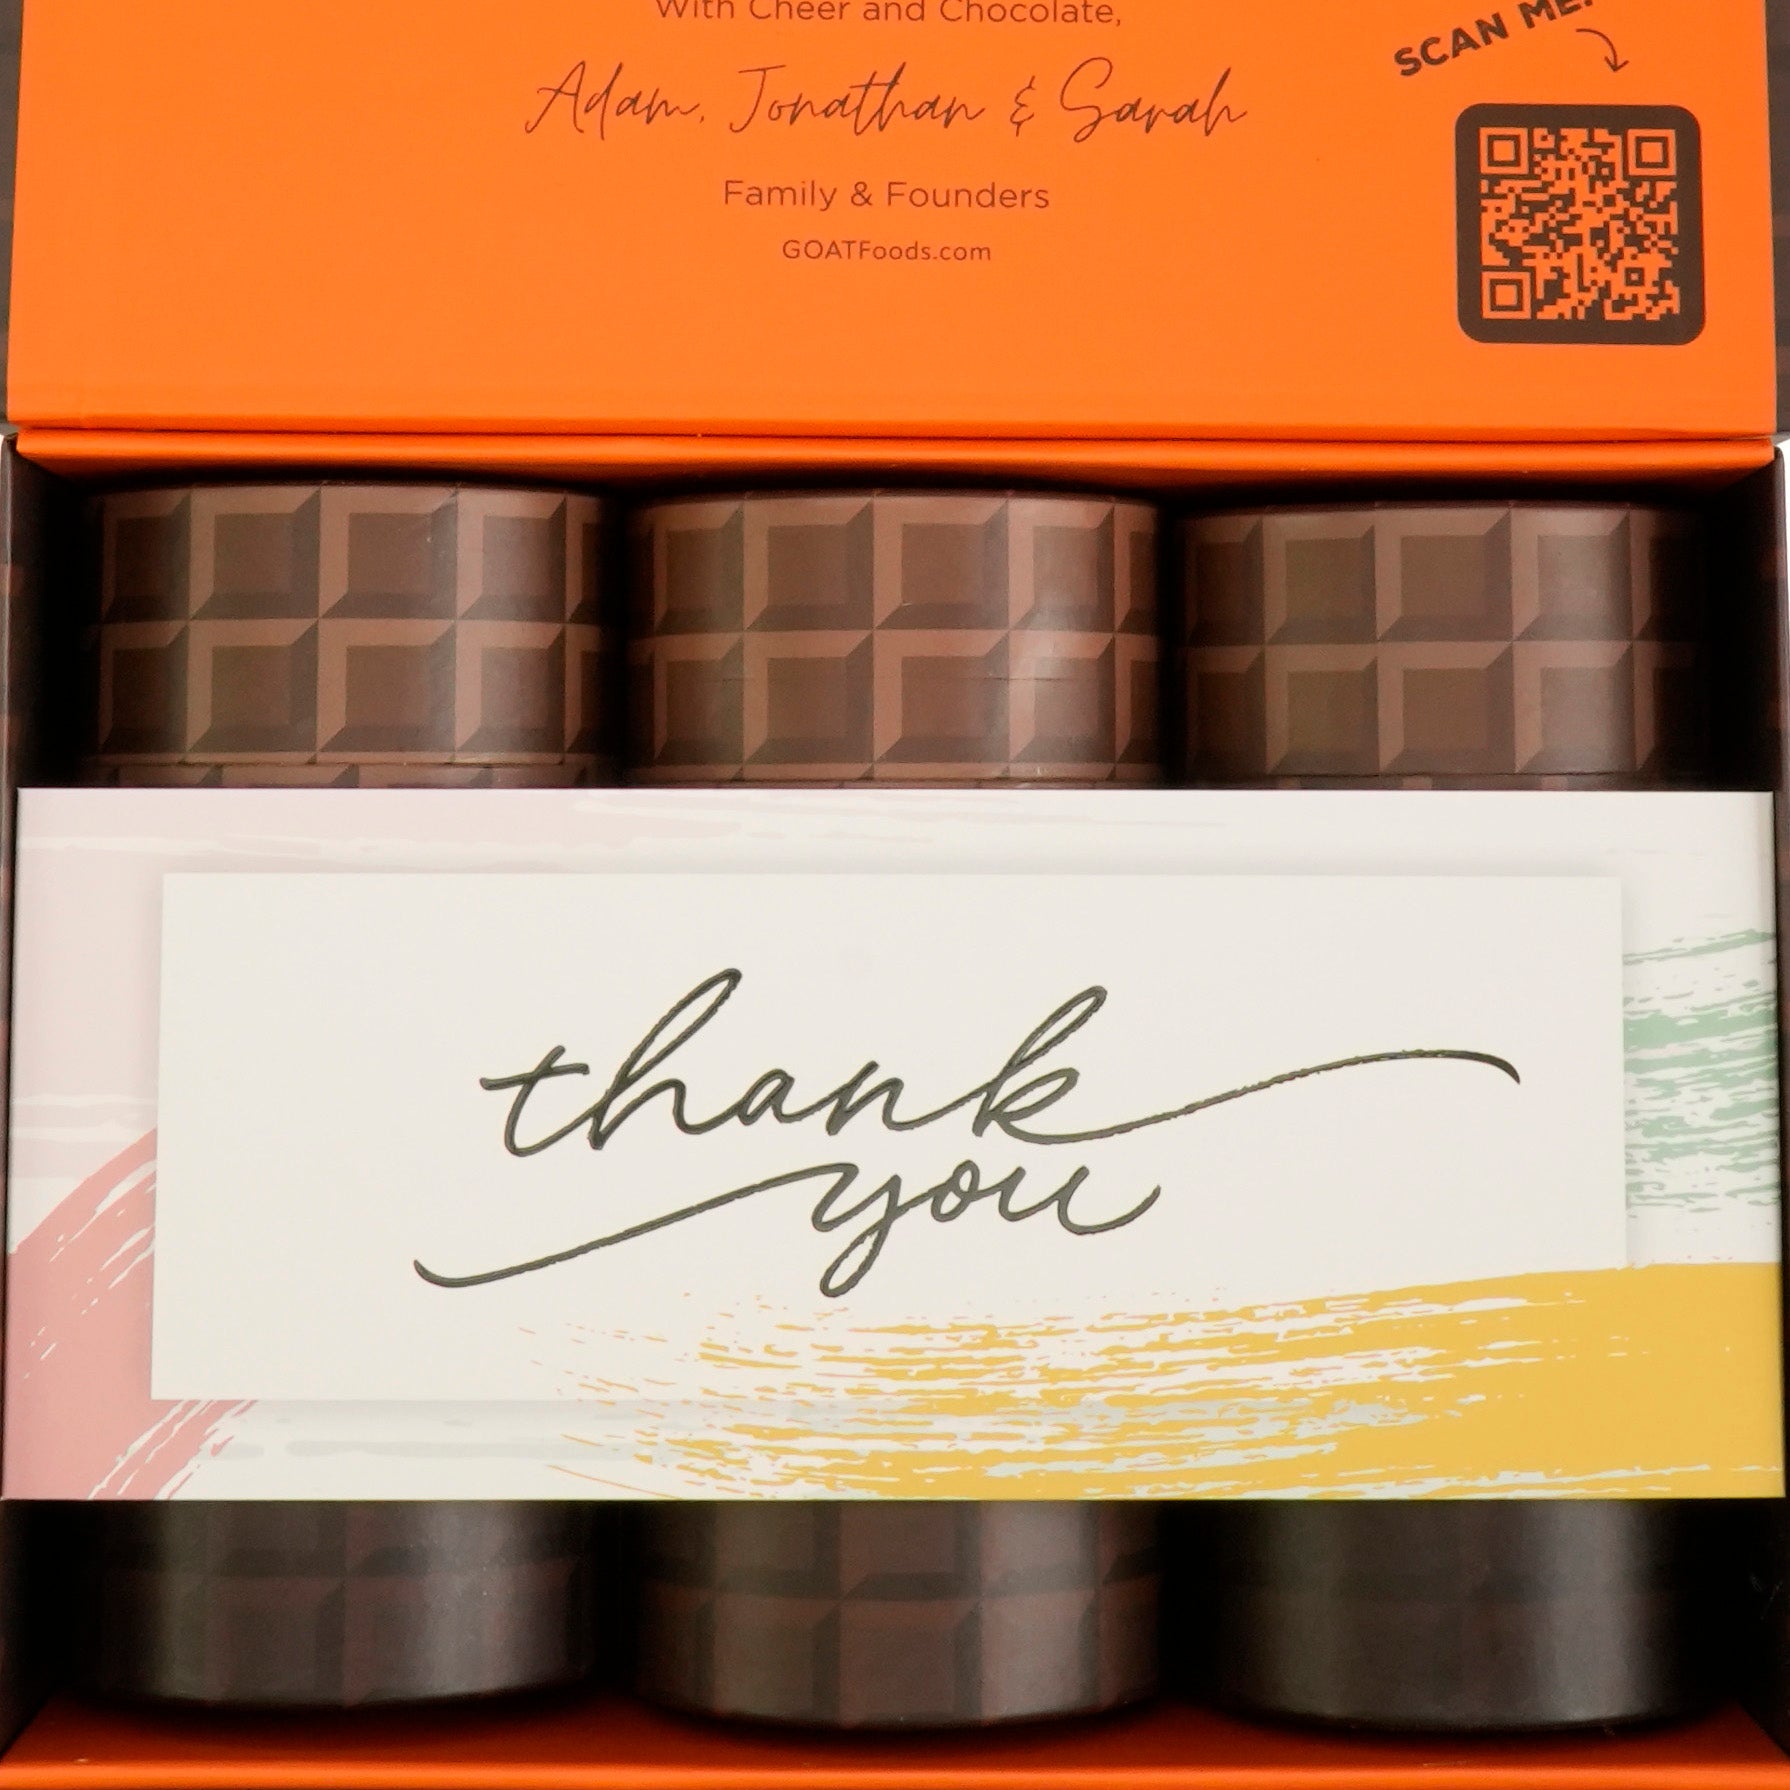 With Cheer and Chocolate,
Adam, Jonathan & Sarah
Family & Founders
GOATFoods.com
SCAN ME!
thank
you